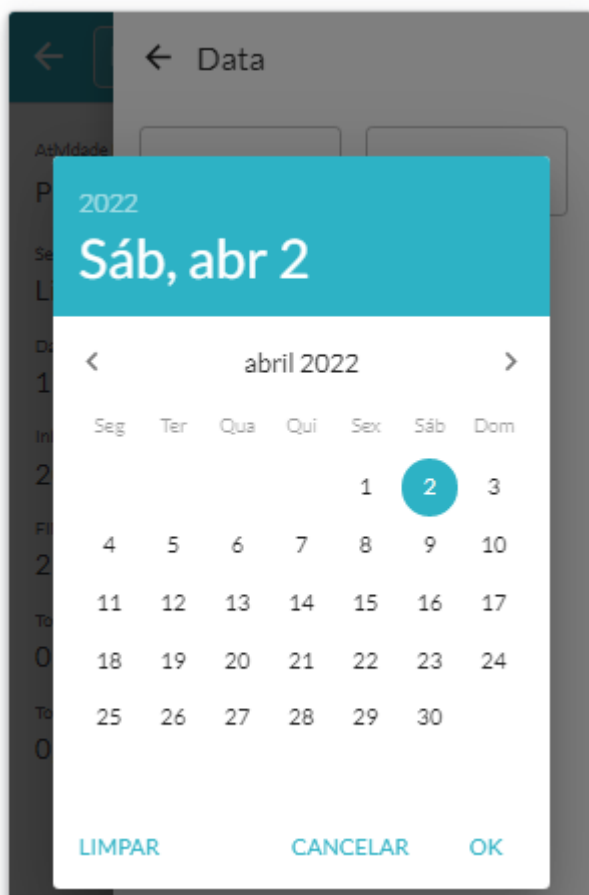 Data
Atividade
2022
Sáb, abr 2
abril 2022
Seg Ter Qua Qui Sex Sáb Dom
1 2 3
4 5 6 7 8 9 10
11 12 13 14 15 16 17
18 19 20 21 22 23 24
25 26 27 28 29 30
LIMPAR CANCELAR OK